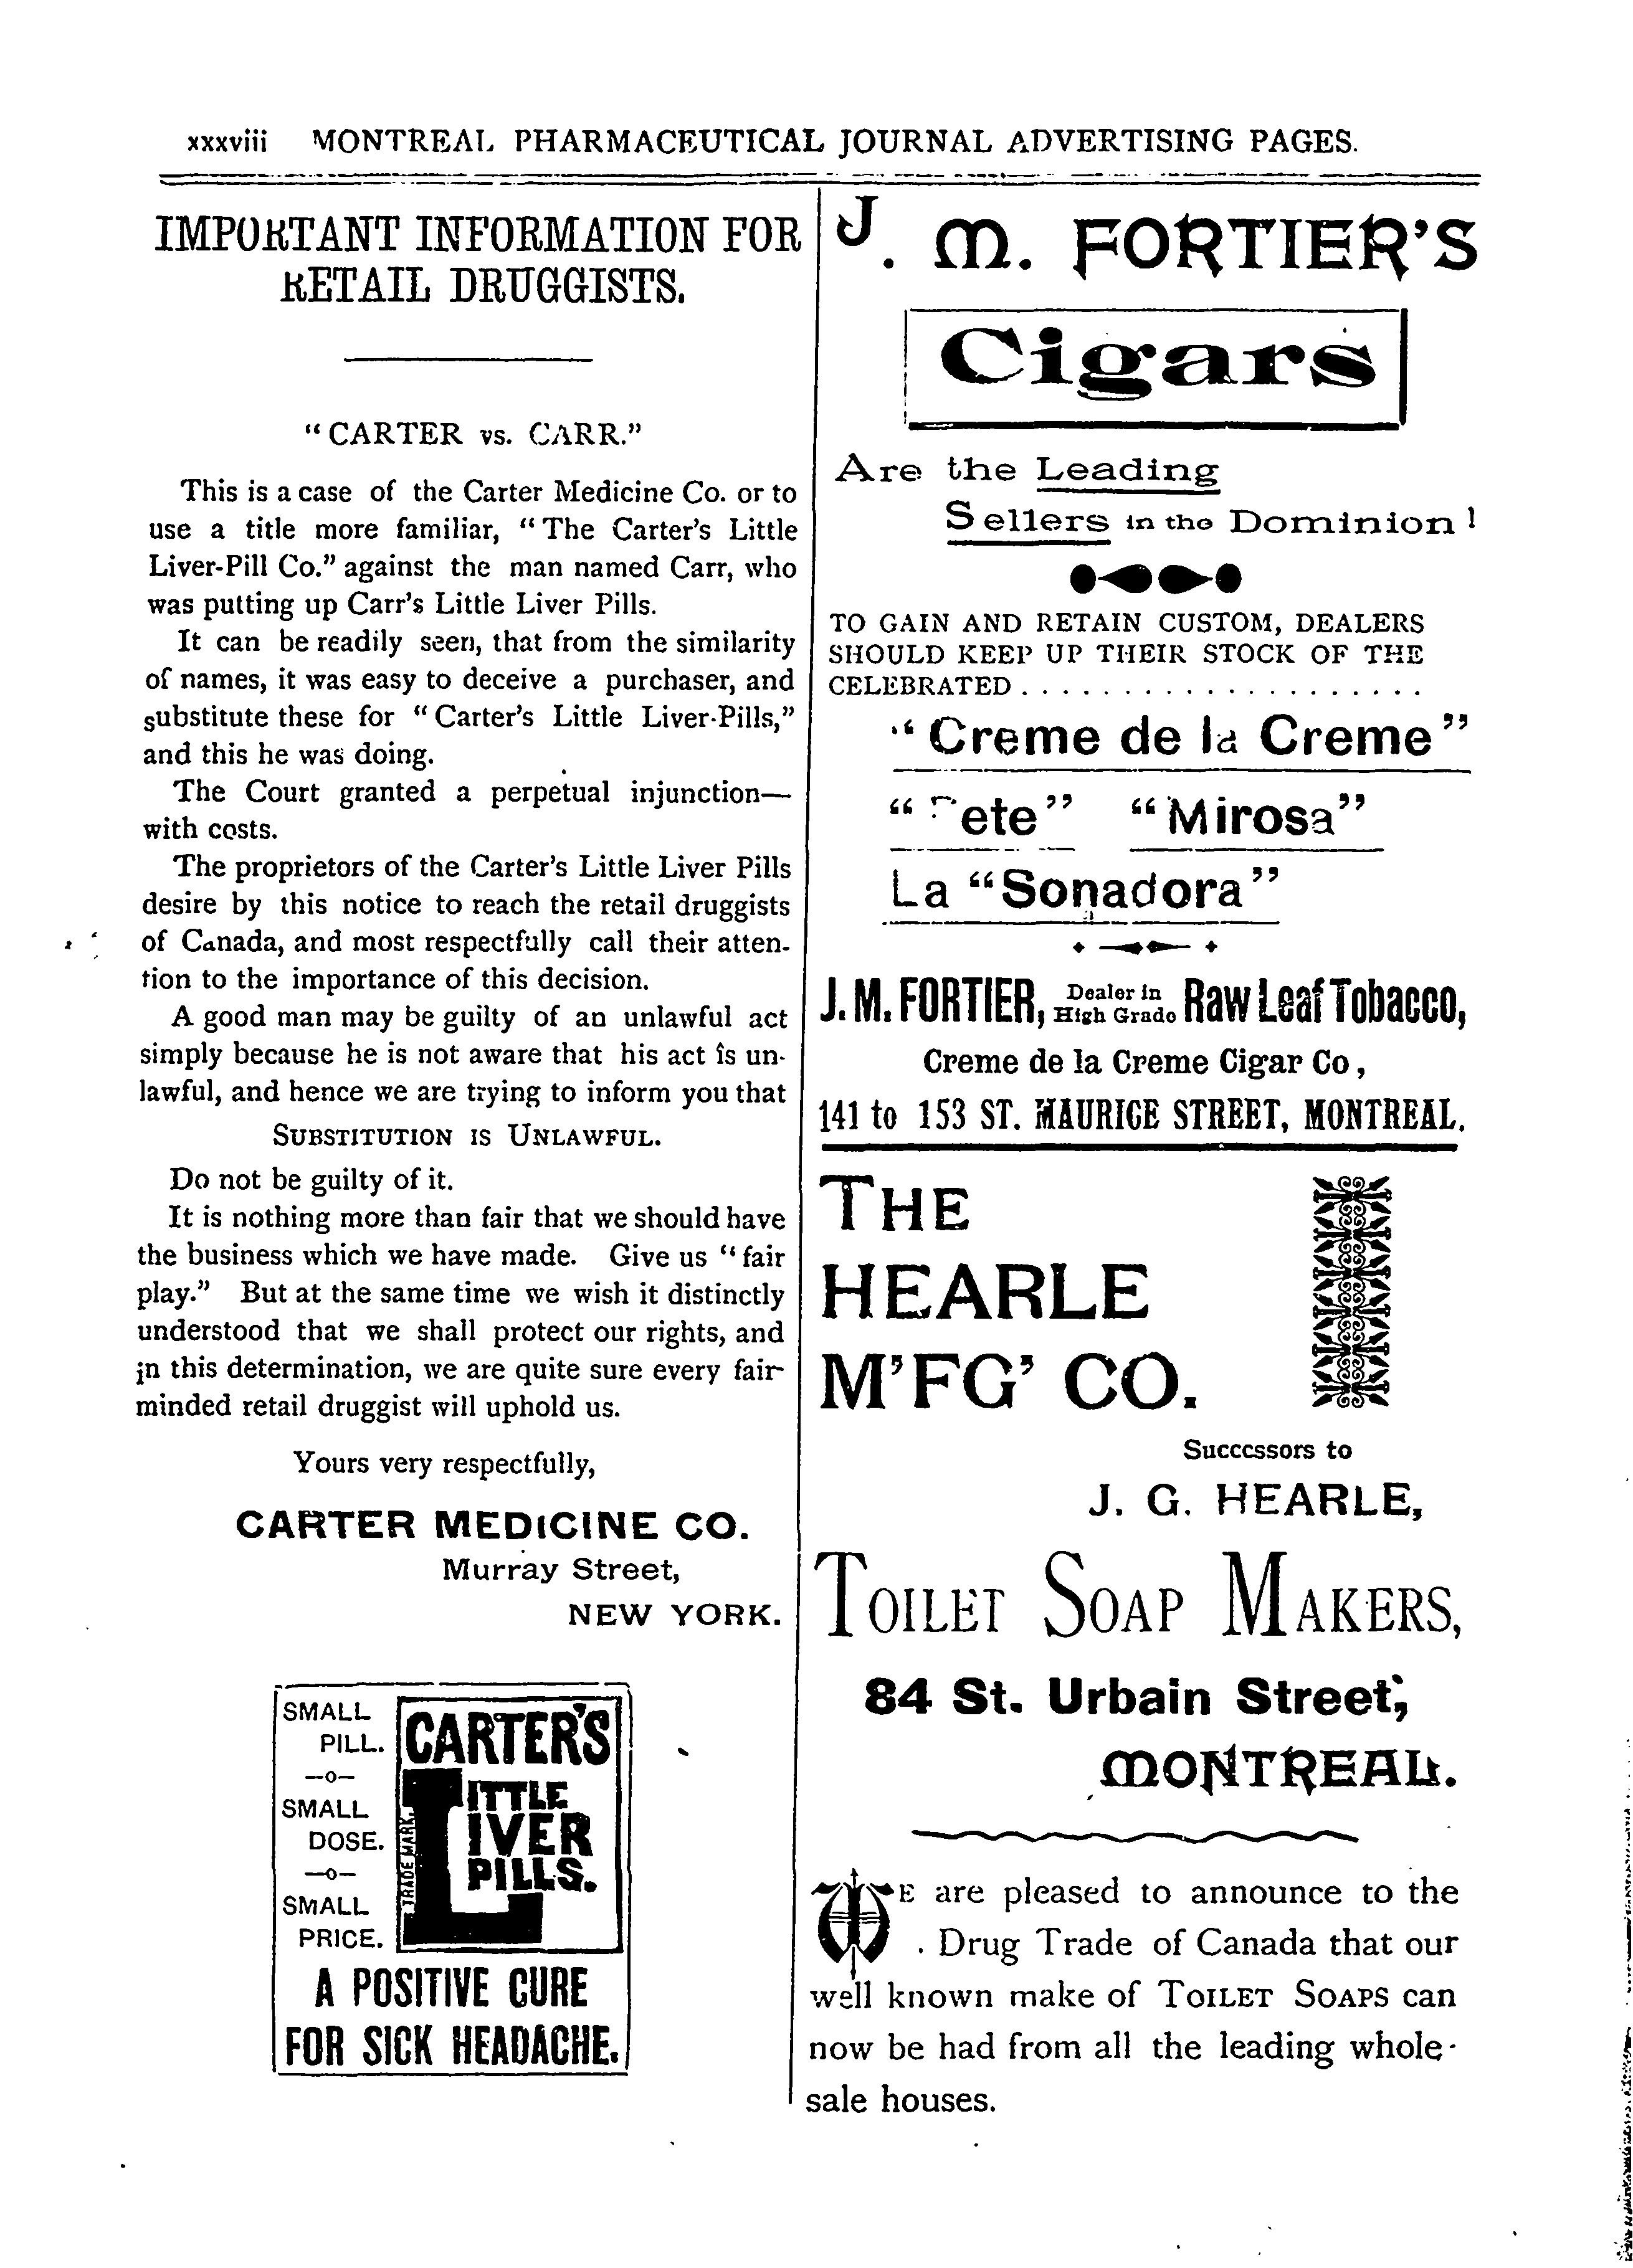 xxxviii MONTREAL PHARMACEUTICAL JOURNAL ADVERTISING PAGES.
IMPORTANT INFORMATION FOR
RETAIL DRUGGISTS.
"CARTER vs. CARR."
This is a case of the Carter Medicine Co. or to
use a title more familiar, "The Carter's Little
Liver-Pill Co." against the man named Carr, who
was putting up Carr's Little Liver Pills.
It can be readily seen, that from the similarity
of names, it was easy to deceive a purchaser, and
substitute these for "Carter's Little Liver-Pills,"
and this he was doing.
The Court granted a perpetual injunction—
with costs.
The proprietors of the Carter's Little Liver Pills
desire by this notice to reach the retail druggists
of Canada, and most respectfully call their atten-
tion to the importance of this decision.
A good man may be guilty of an unlawful act
simply because he is not aware that his act is un-
lawful, and hence we are trying to inform you that
SUBSTITUTION IS UNLAWFUL.
Do not be guilty of it.
It is nothing more than fair that we should have
the business which we have made. Give us "fair
play." But at the same time we wish it distinctly
understood that we shall protect our rights, and
in this determination, we are quite sure every fair-
minded retail druggist will uphold us.
Yours very respectfully,
CARTER MEDICINE CO.
Murray Street,
NEW YORK.
SMALL
PILL.
—o—
SMALL
DOSE.
—o—
SMALL
PRICE.
CARTER'S
LITTLE
LIVER
PILLS.
TRADE MARK.
A POSITIVE CURE
FOR SICK HEADACHE.
J. M. FORTIER'S
Cigars
Are the Leading
Sellers in the Dominion!
TO GAIN AND RETAIN CUSTOM, DEALERS
SHOULD KEEP UP THEIR STOCK OF THE
CELEBRATED . . . . . . . . . . . . . . . . . . . .
"Creme de la Creme"
"Mirosa"
La "Sonadora"
J. M. FORTIER, Dealer in High Grade Raw Leaf Tobacco,
Creme de la Creme Cigar Co,
141 to 153 ST. MAURICE STREET, MONTREAL.
THE
HEARLE
M'FG' CO.
Successors to
J. G. HEARLE,
TOILET SOAP MAKERS,
84 St. Urbain Street,
MONTREAL.
WE are pleased to announce to the
Drug Trade of Canada that our
well known make of TOILET SOAPS can
now be had from all the leading whole-
sale houses.